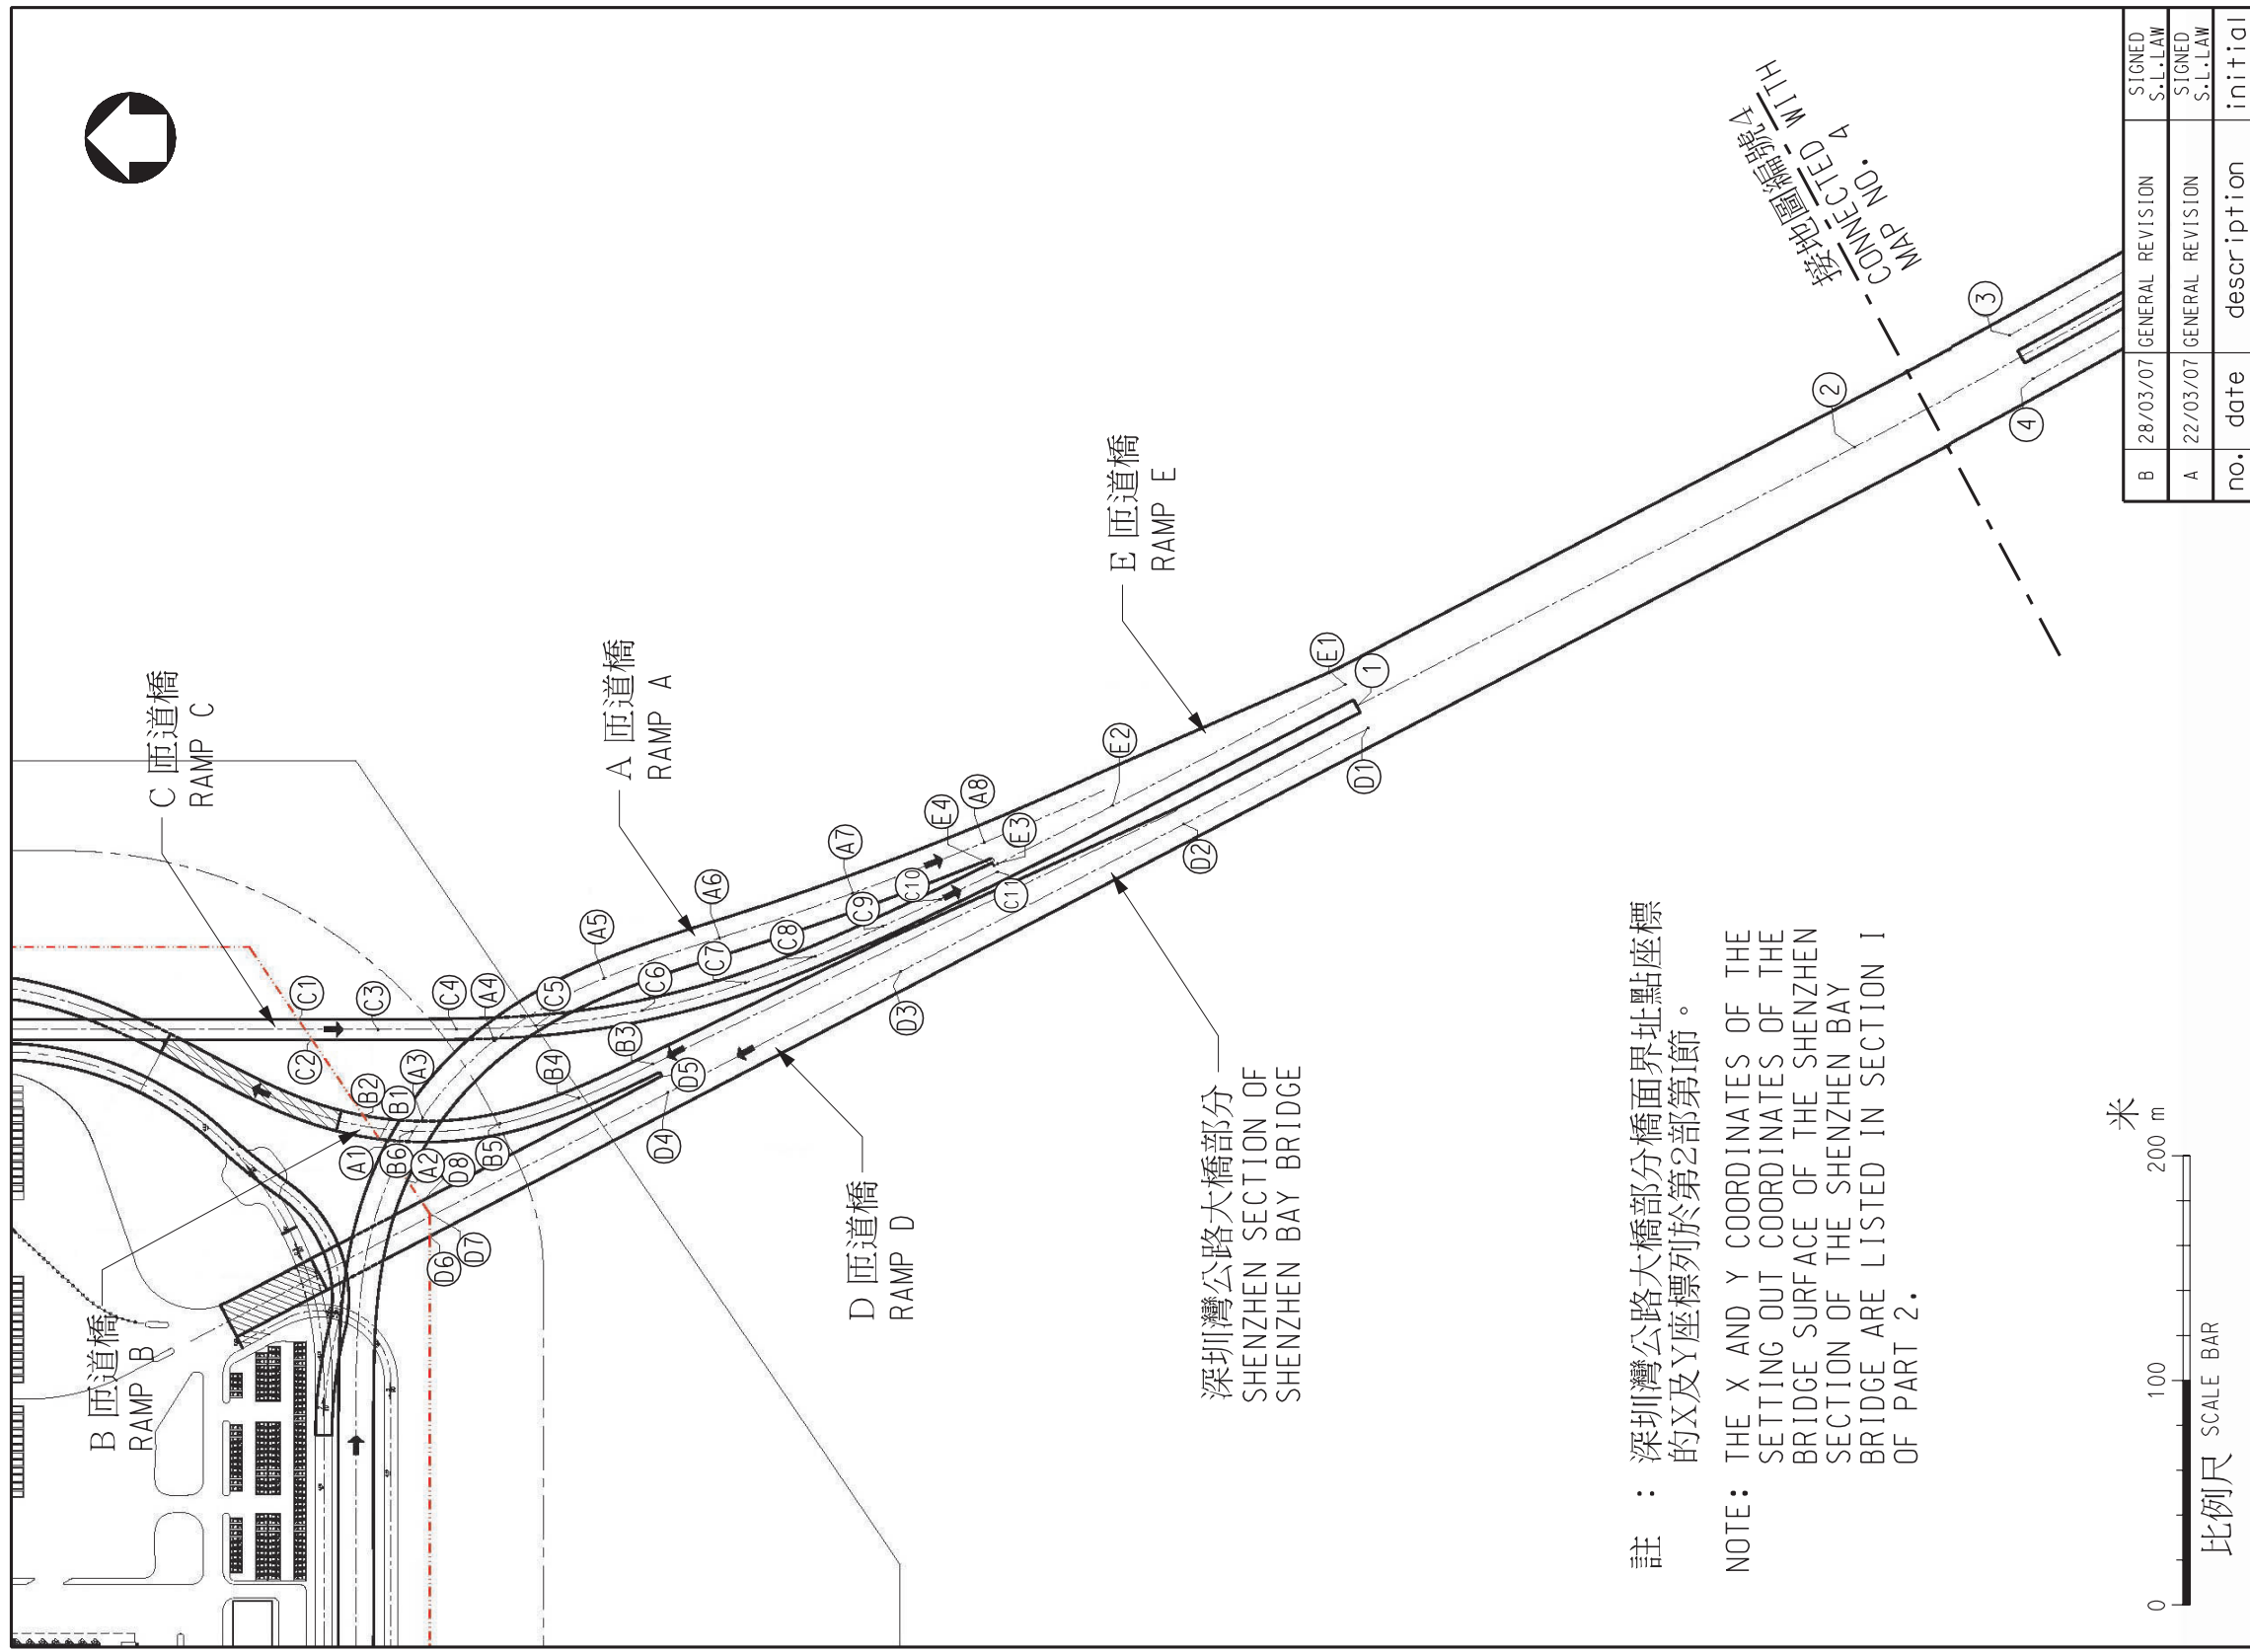 C 匝道橋
RAMP C
A 匝道橋
RAMP A
E 匝道橋
RAMP E
B 匝道橋
RAMP B
D 匝道橋
RAMP D
深圳灣公路大橋部分
SHENZHEN SECTION OF
SHENZHEN BAY BRIDGE
接地圖編號4
CONNECTED WITH
MAP NO. 4
C1
C2
C3
C4
A4
C5
A5
C6
C7
A6
C8
A7
C9
C10
E4
A8
E3
C11
E2
E1
1
D1
D2
D3
2
3
4
B2
B1
A3
A1
B6
A2
D8
B5
B4
B3
D5
D4
D6
D7
註 : 深圳灣公路大橋部分橋面界址點座標
的X及Y座標列於第2部第I節。
NOTE: THE X AND Y COORDINATES OF THE
SETTING OUT COORDINATES OF THE
BRIDGE SURFACE OF THE SHENZHEN
SECTION OF THE SHENZHEN BAY
BRIDGE ARE LISTED IN SECTION I
OF PART 2.
米
0 100 200 m
比例尺 SCALE BAR
B 28/03/07 GENERAL REVISION SIGNED
S.L.LAW
A 22/03/07 GENERAL REVISION SIGNED
S.L.LAW
no. date description initial